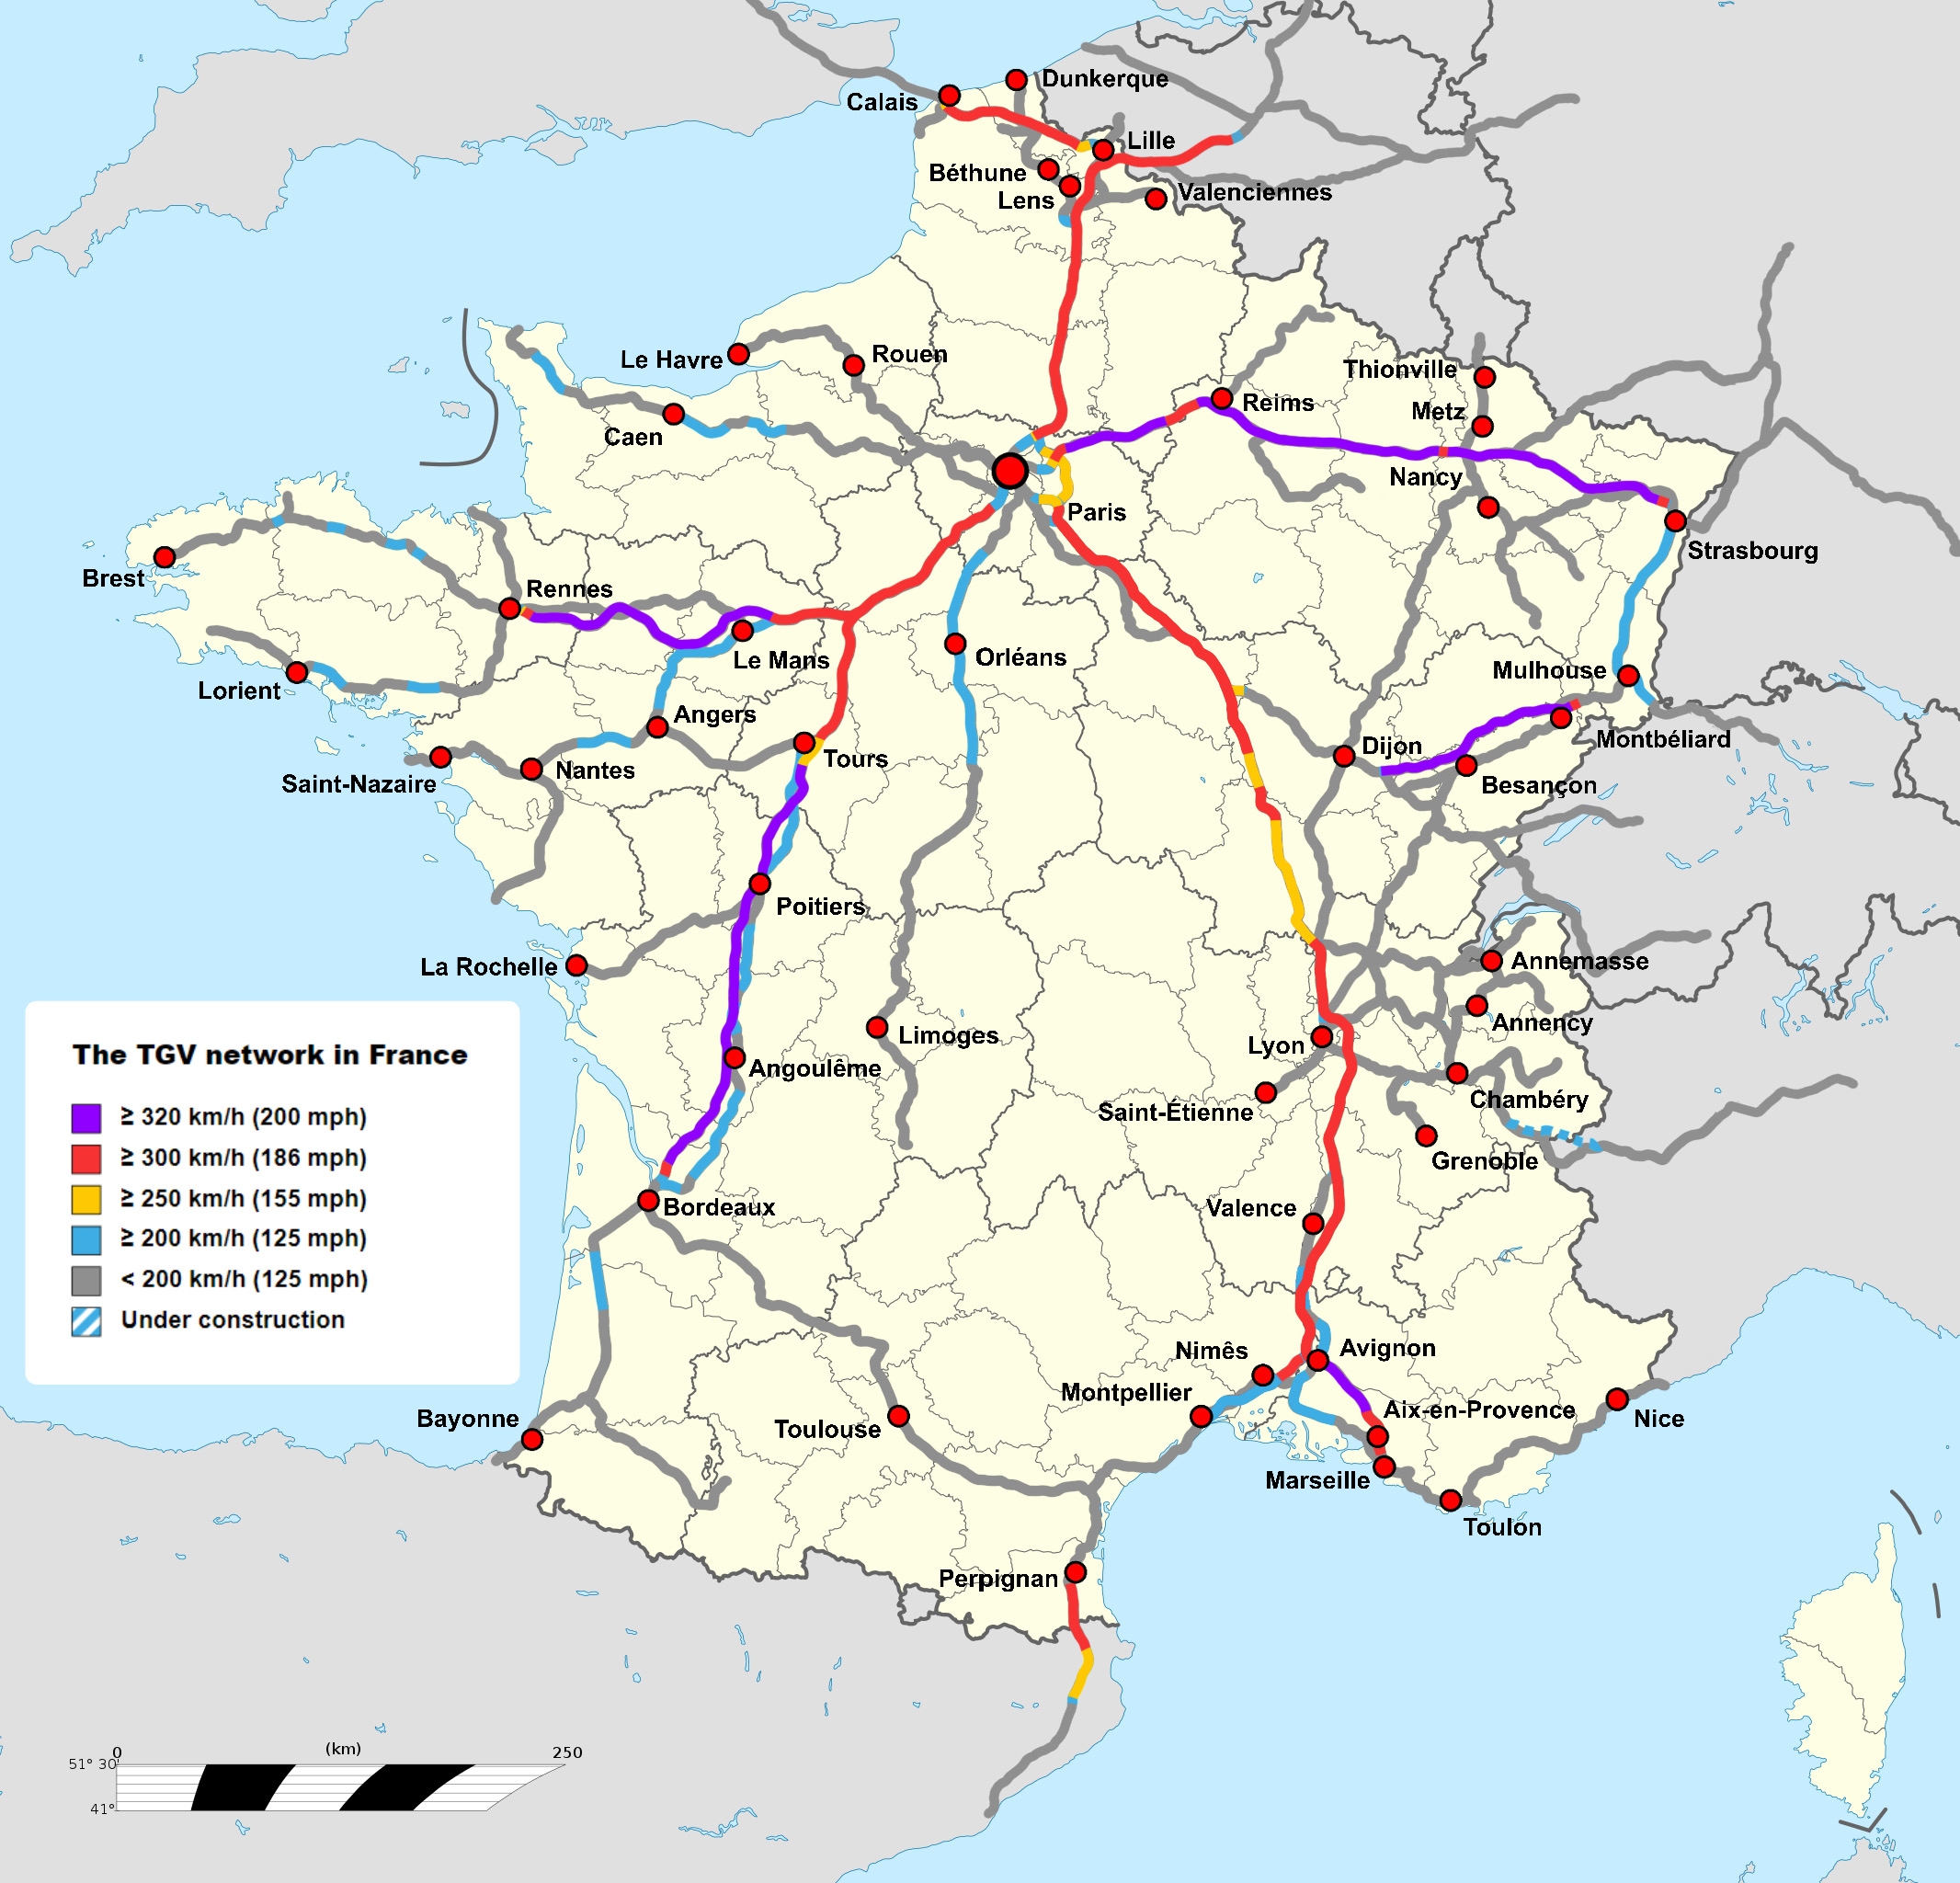 Dunkerque
Calais
Lille
Béthune
Lens
Valenciennes
Le Havre
Rouen
Thionville
Reims
Metz
Caen
Nancy
Paris
Strasbourg
Brest
Rennes
Le Mans
Orléans
Lorient
Mulhouse
Angers
Montbéliard
Dijon
Tours
Nantes
Saint-Nazaire
Besançon
Poitiers
La Rochelle
Annemasse
Annency
Limoges
Lyon
Angoulême
Chambéry
Saint-Étienne
Grenoble
Valence
Bordeaux
Nimês
Avignon
Montpellier
Aix-en-Provence
Bayonne
Toulouse
Nice
Marseille
Toulon
Perpignan
The TGV network in France
≥ 320 km/h (200 mph)
≥ 300 km/h (186 mph)
≥ 250 km/h (155 mph)
≥ 200 km/h (125 mph)
< 200 km/h (125 mph)
Under construction
0 (km) 250
51° 30'
41°